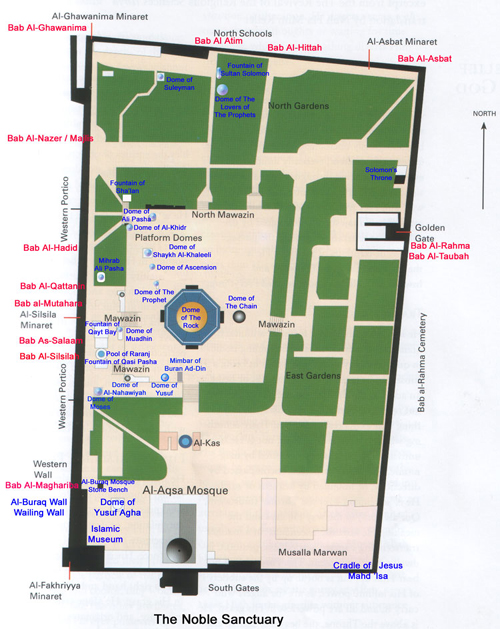 Al-Ghawanima Minaret
Bab Al-Ghawanima
North Schools
Bab Al Atim
Bab Al-Hittah
Al-Asbat Minaret
Bab Al-Asbat
Fountain of
Sultan Solomon
Dome of
Suleyman
Dome of The
Lovers of
The Prophets
North Gardens
NORTH
Bab Al-Nazer / Majlis
Solomon's
Throne
Fountain of
Sha'lan
Western Portico
Dome of
Ali Pasha
North Mawazin
Dome of Al-Khidr
Golden
Gate
Platform Domes
Bab Al-Hadid
Bab Al-Rahma
Bab Al-Taubah
Dome of
Shaykh Al-Khaleeli
Mihrab
Ali Pasha
Dome of Ascension
Bab Al-Qattanin
Dome of The
Prophet
Bab al-Mutahara
Al-Silsila
Minaret
Mawazin
Dome
of The
Rock
Dome of
The Chain
Mawazin
Fountain of
Qayt Bay
Dome of
Muadhin
Bab As-Salaam
Bab Al-Silsilah
Pool of Raranj
Fountain of Qasi Pasha
Mimbar of
Buran Ad-Din
Mawazin
East Gardens
Bab al-Rahma Cemetery
Western Portico
Dome of
Al-Nahawiyah
Dome of
Yusuf
Dome of
Moses
Al-Kas
Western
Wall
Bab Al-Magharibe
Al-Buraq Mosque
Stone Bench
Al-Aqsa Mosque
Al-Buraq Wall
Wailing Wall
Dome of
Yusuf Agha
Islamic
Museum
Musalla Marwan
Cradle of Jesus
Mahd 'Isa
Al-Fakhriyya
Minaret
South Gates
The Noble Sanctuary